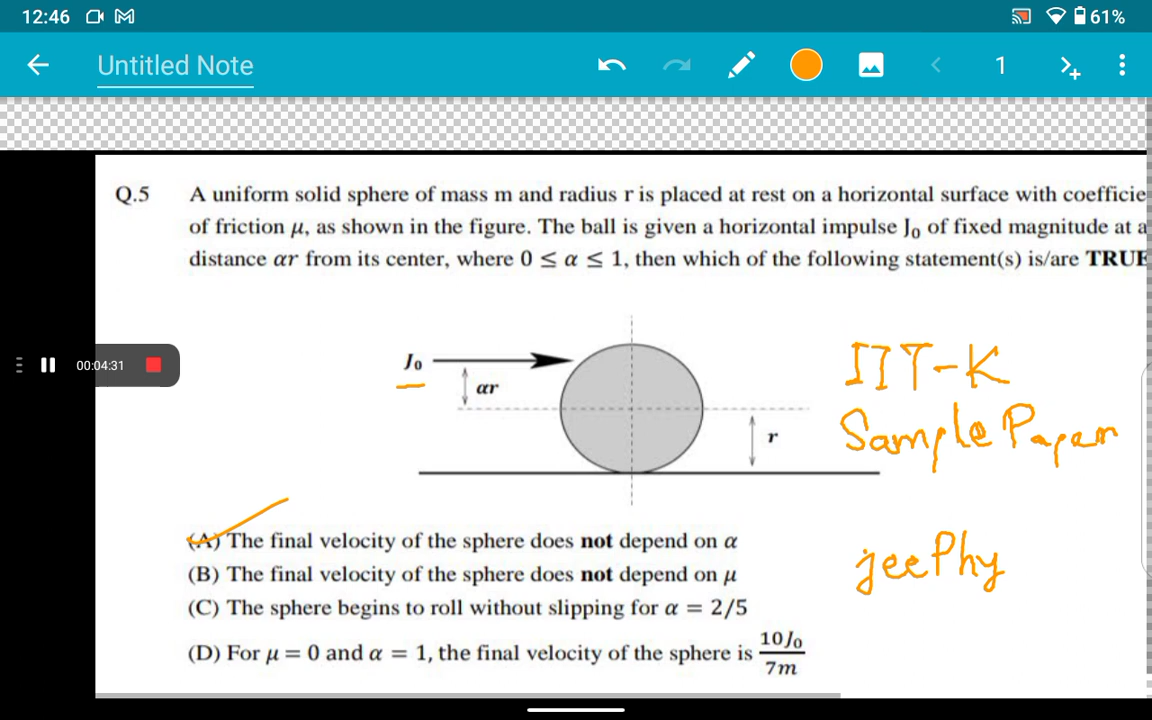 12:46
61%
Untitled Note
1
Q.5 A uniform solid sphere of mass m and radius r is placed at rest on a horizontal surface with coefficie
of friction μ, as shown in the figure. The ball is given a horizontal impulse J₀ of fixed magnitude at a
distance αr from its center, where 0 ≤ α ≤ 1, then which of the following statement(s) is/are TRUE
J₀
αr
r
IIT-K
Sample Paper
00:04:31
(A) The final velocity of the sphere does not depend on α
(B) The final velocity of the sphere does not depend on μ
(C) The sphere begins to roll without slipping for α = 2/5
(D) For μ = 0 and α = 1, the final velocity of the sphere is 10J₀/7m
jeePhy